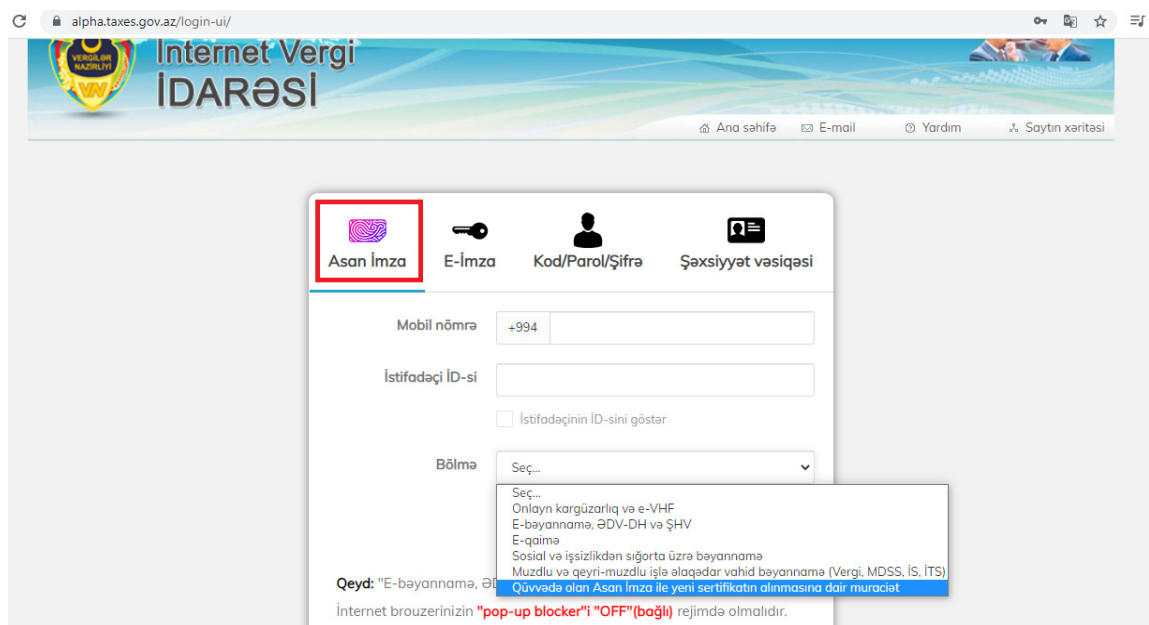 alpha.taxes.gov.az/login-ui/
VERGİLƏR
NAZİRLİYİ
VN
İnternet Vergi
İDARƏSİ
Ana səhifə E-mail Yardım Saytın xəritəsi
Asan İmza E-İmza Kod/Parol/Şifrə Şəxsiyyət vəsiqəsi
Mobil nömrə +994
İstifadəçi İD-si
İstifadəçinin İD-sini göstər
Bölmə Seç...
Seç...
Onlayn kargüzarlıq və e-VHF
E-bəyannamə, ƏDV-DH və ŞHV
E-qaimə
Sosial və işsizlikdən sığorta üzrə bəyannamə
Muzdlu və qeyri-muzdlu işlə əlaqədar vahid bəyannamə (Vergi, MDSS, İS, İTS)
Qüvvədə olan Asan İmza ile yeni sertifikatın alınmasına dair muraciət
Qeyd: "E-bəyannamə,
İnternet brouzerinizin "pop-up blocker"i "OFF"(bağlı) rejimdə olmalıdır.